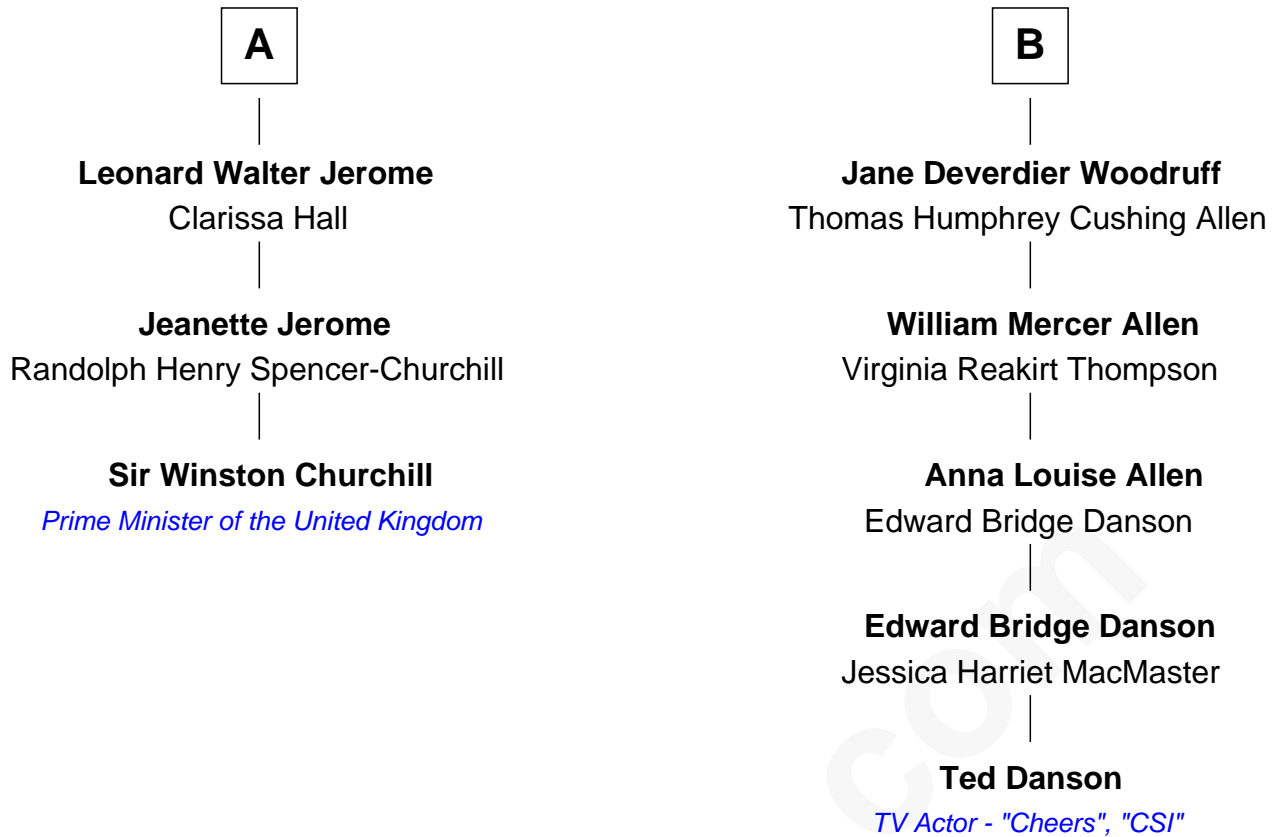 A
Leonard Walter Jerome
Clarissa Hall
Jeanette Jerome
Randolph Henry Spencer-Churchill
Sir Winston Churchill
Prime Minister of the United Kingdom
B
Jane Deverdier Woodruff
Thomas Humphrey Cushing Allen
William Mercer Allen
Virginia Reakirt Thompson
Anna Louise Allen
Edward Bridge Danson
Edward Bridge Danson
Jessica Harriet MacMaster
Ted Danson
TV Actor - "Cheers", "CSI"
com